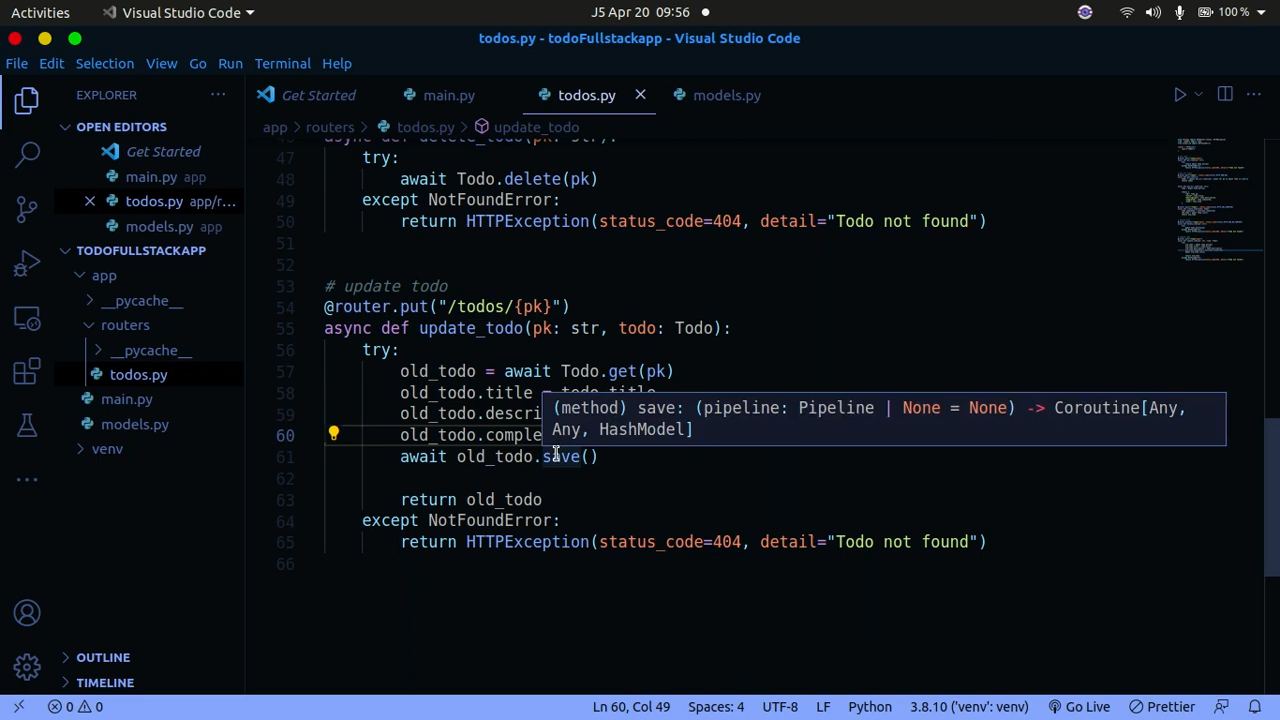 Activities
Visual Studio Code
J5 Apr 20 09:56
100 %
todos.py - todoFullstackapp - Visual Studio Code
File Edit Selection View Go Run Terminal Help
EXPLORER
OPEN EDITORS
Get Started
main.py app
todos.py app/r...
models.py app
TODOFULLSTACKAPP
app
__pycache__
routers
__pycache__
todos.py
main.py
models.py
venv
OUTLINE
TIMELINE
Get Started
main.py
todos.py
models.py
app > routers > todos.py > update_todo
async def delete_todo(pk: str):
47 try:
48 await Todo.delete(pk)
49 except NotFoundError:
50 return HTTPException(status_code=404, detail="Todo not found")
51
52
53 # update todo
54 @router.put("/todos/{pk}")
55 async def update_todo(pk: str, todo: Todo):
56 try:
57 old_todo = await Todo.get(pk)
58 old_todo.title = todo.title
59 old_todo.descri
60 old_todo.comple
(method) save: (pipeline: Pipeline | None = None) -> Coroutine[Any,
Any, HashModel]
61 await old_todo.save()
62
63 return old_todo
64 except NotFoundError:
65 return HTTPException(status_code=404, detail="Todo not found")
66
0 0
Ln 60, Col 49
Spaces: 4
UTF-8
LF
Python
3.8.10 ('venv': venv)
Go Live
Prettier